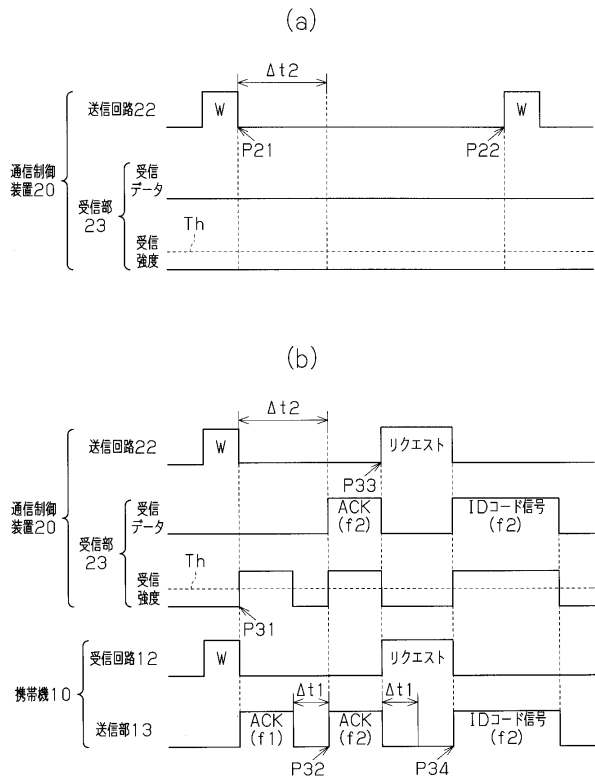 (a)
Δt2
送信回路22
W
W
P21
P22
通信制御
装置20
受信部
23
受信
データ
Th
受信
強度
(b)
Δt2
送信回路22
W
リクエスト
P33
通信制御
装置20
受信部
23
受信
データ
ACK
(f2)
IDコード信号
(f2)
Th
受信
強度
P31
携帯機10
受信回路12
W
リクエスト
Δt1
Δt1
送信部13
ACK
(f1)
ACK
(f2)
IDコード信号
(f2)
P32
P34